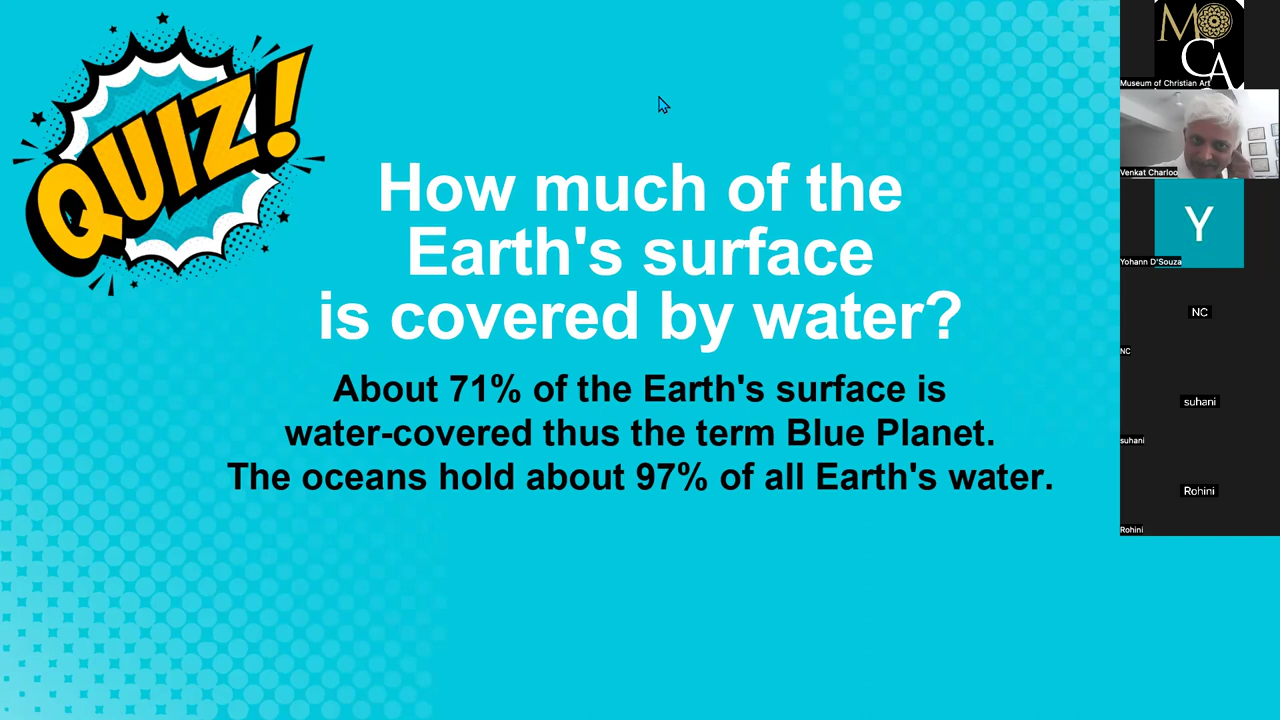 QUIZ!
How much of the
Earth's surface
is covered by water?
About 71% of the Earth's surface is
water-covered thus the term Blue Planet.
The oceans hold about 97% of all Earth's water.
MOCA
Museum of Christian Art
Venkat Charloo
Y
Yohann D'Souza
NC
NC
suhani
suhani
Rohini
Rohini